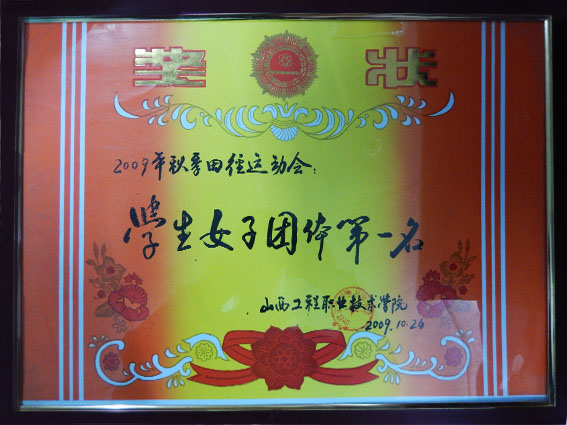 奖状
2009年秋季田径运动会:
学生女子团体第一名
山西工程职业技术学院
2009.10.26